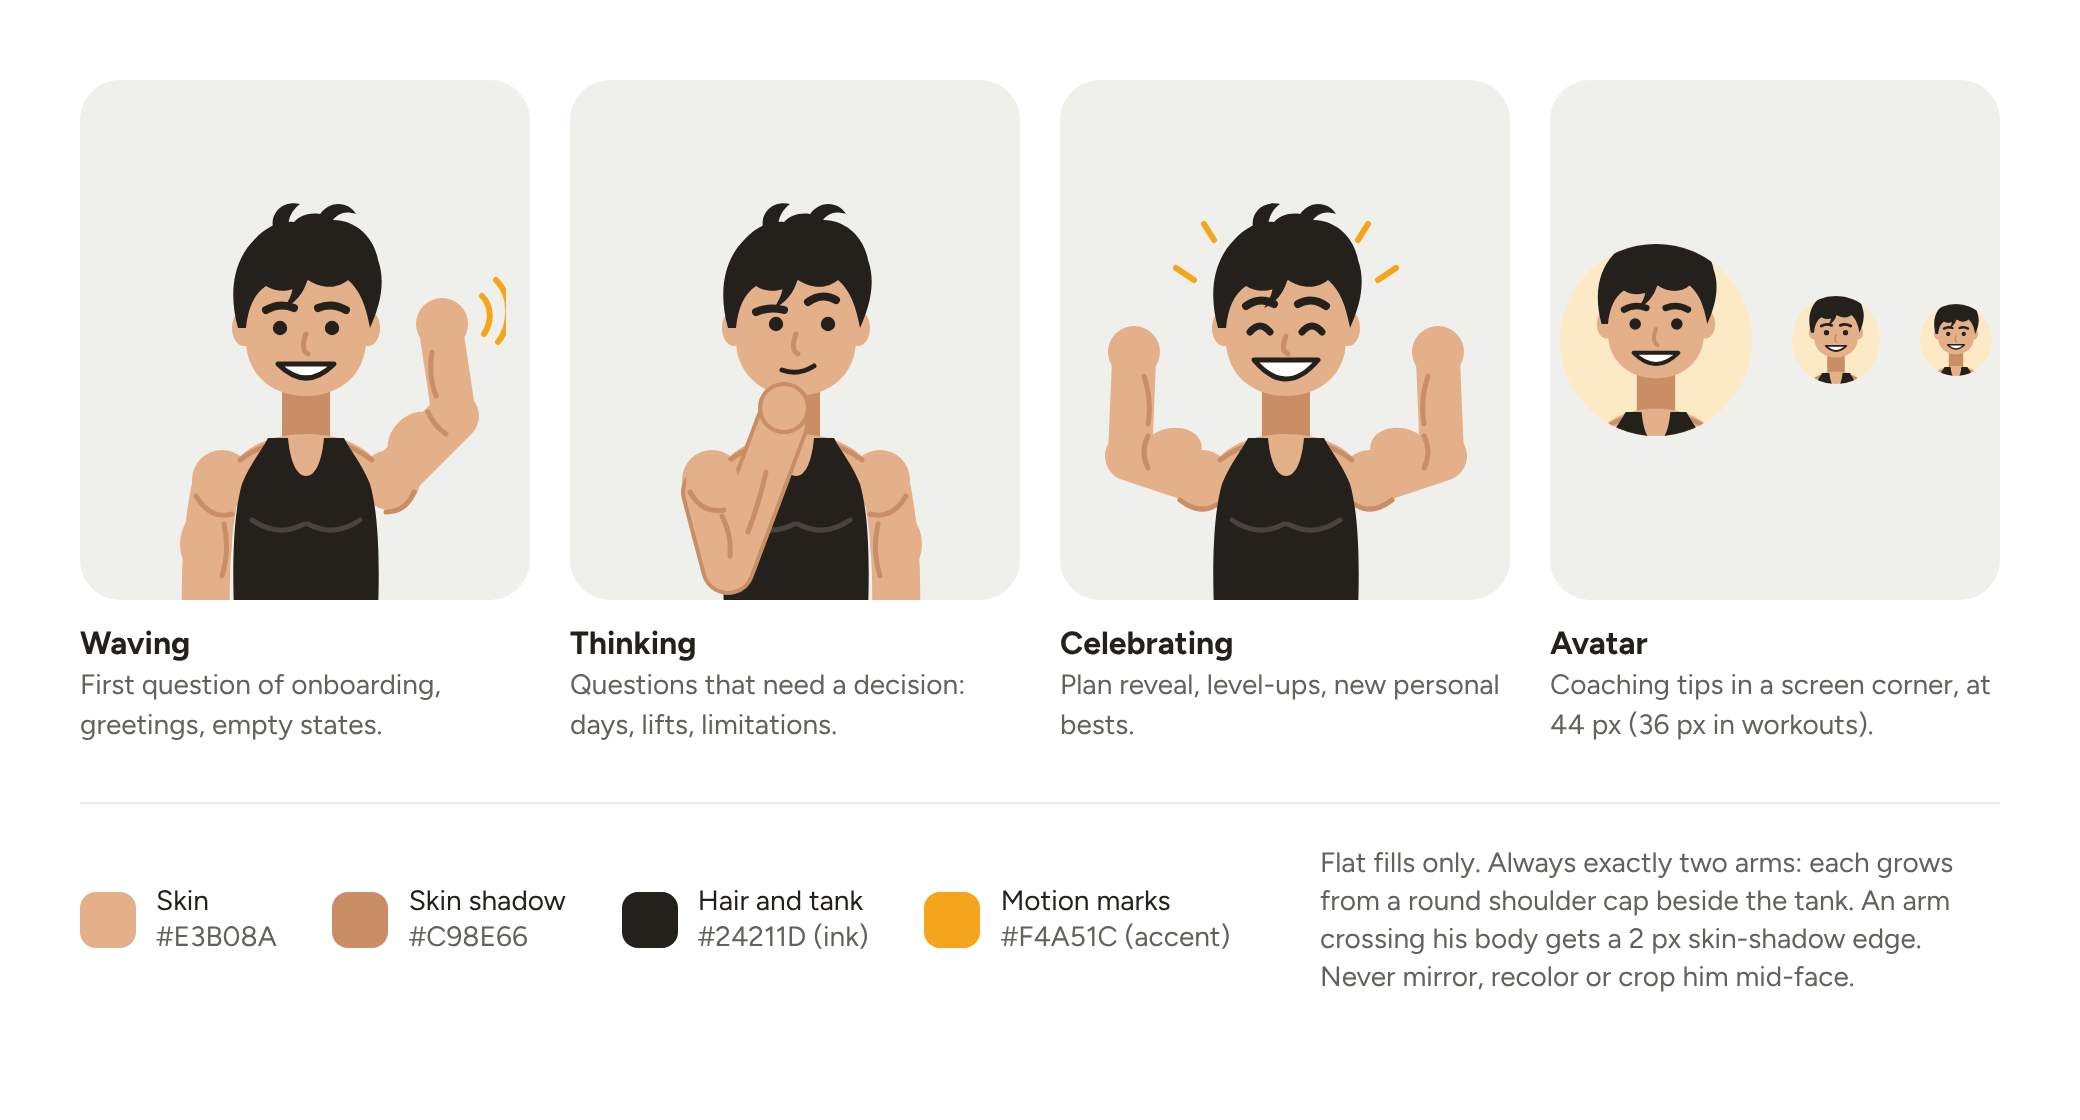 Waving
First question of onboarding,
greetings, empty states.
Thinking
Questions that need a decision:
days, lifts, limitations.
Celebrating
Plan reveal, level-ups, new personal
bests.
Avatar
Coaching tips in a screen corner, at
44 px (36 px in workouts).
Skin
#E3B08A
Skin shadow
#C98E66
Hair and tank
#24211D (ink)
Motion marks
#F4A51C (accent)
Flat fills only. Always exactly two arms: each grows
from a round shoulder cap beside the tank. An arm
crossing his body gets a 2 px skin-shadow edge.
Never mirror, recolor or crop him mid-face.